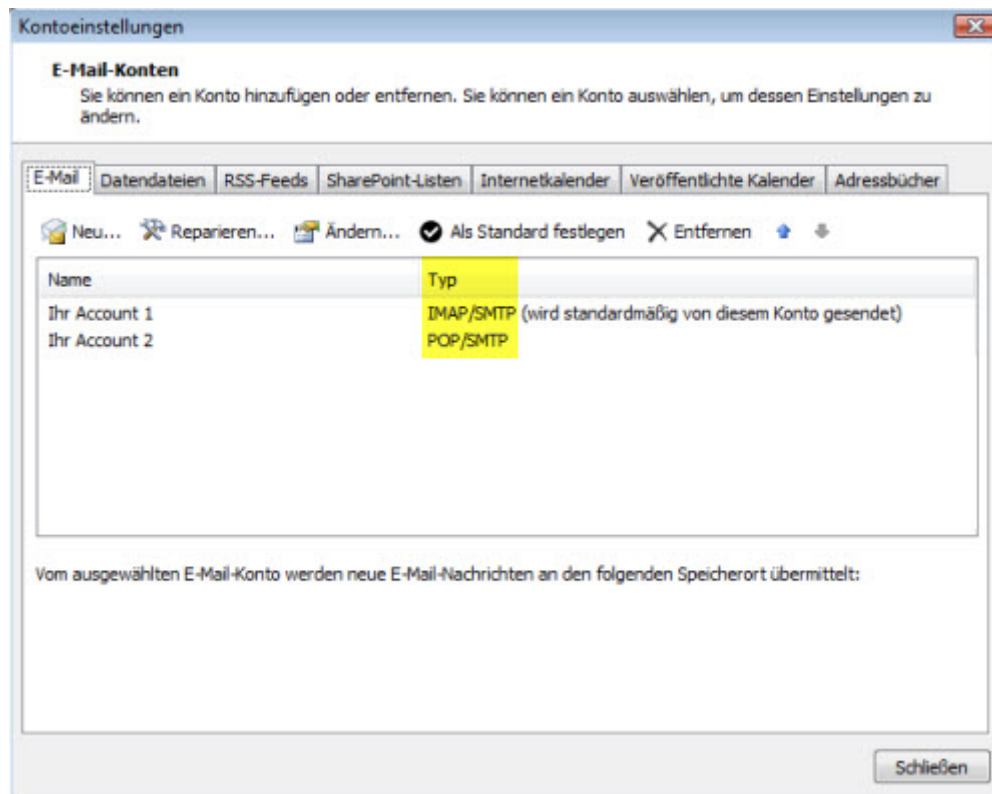 Kontoeinstellungen
E-Mail-Konten
Sie können ein Konto hinzufügen oder entfernen. Sie können ein Konto auswählen, um dessen Einstellungen zu
ändern.
E-Mail Datendateien RSS-Feeds SharePoint-Listen Internetkalender Veröffentlichte Kalender Adressbücher
Neu... Reparieren... Ändern... Als Standard festlegen Entfernen
Name Typ
Ihr Account 1 IMAP/SMTP (wird standardmäßig von diesem Konto gesendet)
Ihr Account 2 POP/SMTP
Vom ausgewählten E-Mail-Konto werden neue E-Mail-Nachrichten an den folgenden Speicherort übermittelt:
Schließen